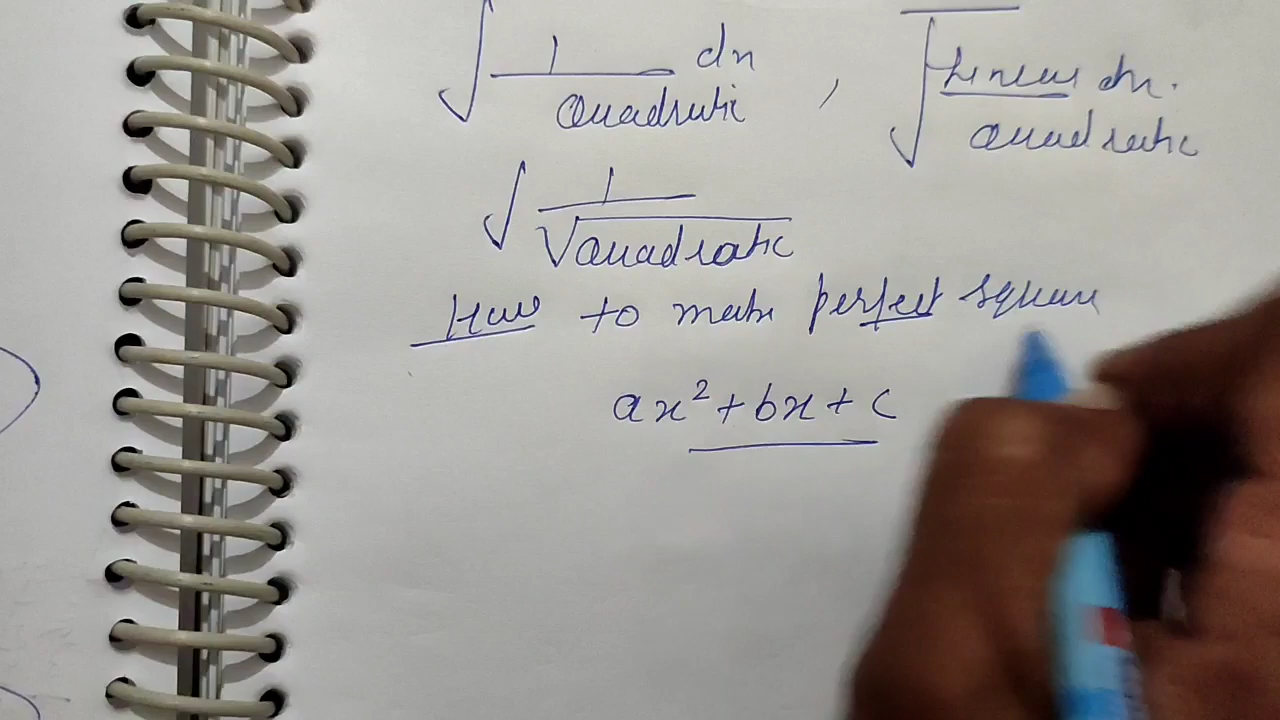 ∫ 1/Quadratic dx , ∫ Linear/Quadratic dx.
∫ 1/√Quadratic
How to make perfect square
ax² + bx + c